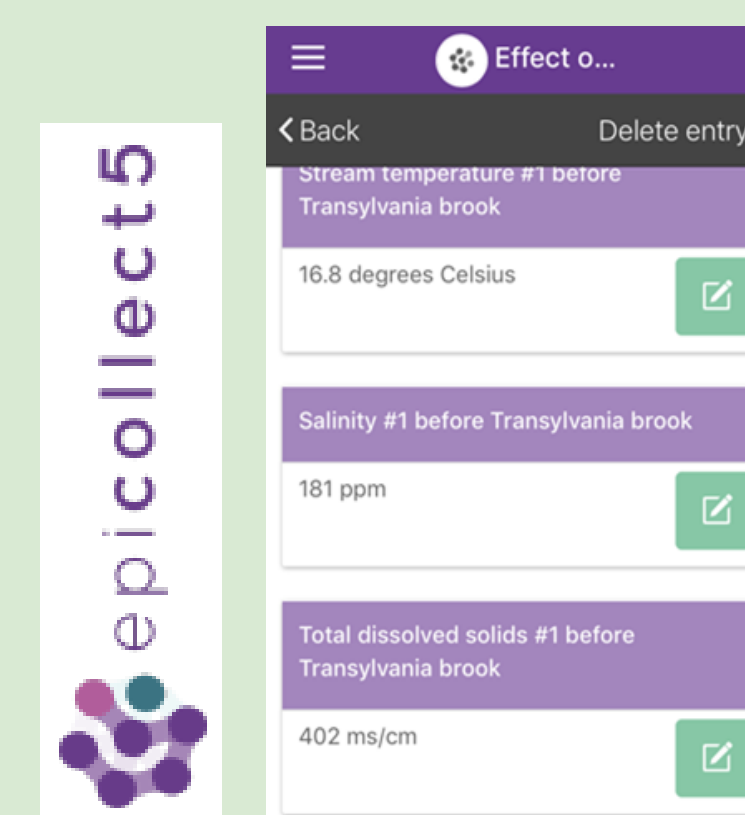 epicollect5
Effect o...
Back
Delete entry
Stream temperature #1 before
Transylvania brook
16.8 degrees Celsius
Salinity #1 before Transylvania brook
181 ppm
Total dissolved solids #1 before
Transylvania brook
402 ms/cm